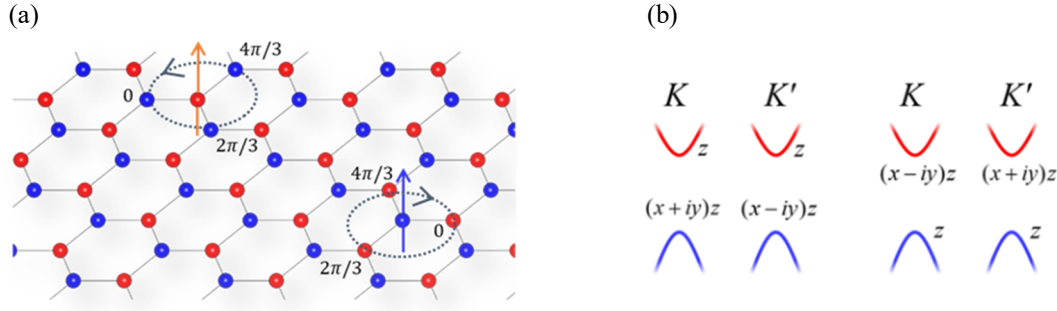 (a)
(b)
4π/3
0
2π/3
4π/3
0
2π/3
K K′ K K′
z z (x − iy)z (x + iy)z
(x + iy)z (x − iy)z z z